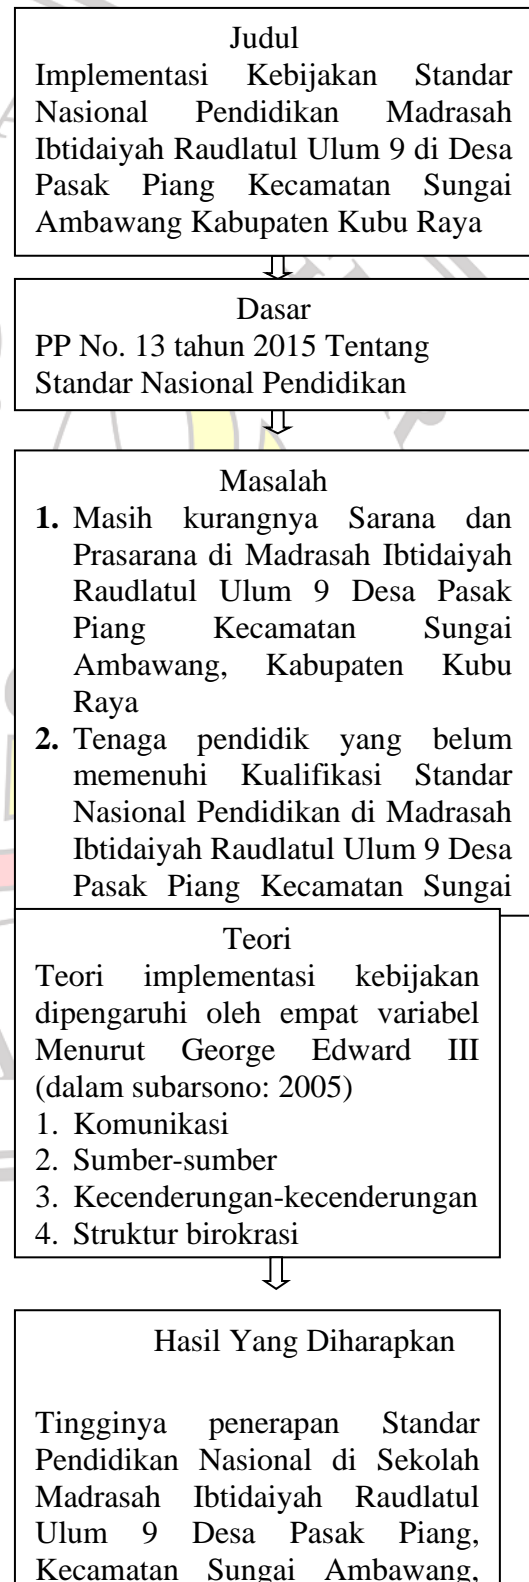 Judul
Implementasi Kebijakan Standar
Nasional Pendidikan Madrasah
Ibtidaiyah Raudlatul Ulum 9 di Desa
Pasak Piang Kecamatan Sungai
Ambawang Kabupaten Kubu Raya
Dasar
PP No. 13 tahun 2015 Tentang
Standar Nasional Pendidikan
Masalah
1. Masih kurangnya Sarana dan
Prasarana di Madrasah Ibtidaiyah
Raudlatul Ulum 9 Desa Pasak
Piang Kecamatan Sungai
Ambawang, Kabupaten Kubu
Raya
2. Tenaga pendidik yang belum
memenuhi Kualifikasi Standar
Nasional Pendidikan di Madrasah
Ibtidaiyah Raudlatul Ulum 9 Desa
Pasak Piang Kecamatan Sungai
Teori
Teori implementasi kebijakan
dipengaruhi oleh empat variabel
Menurut George Edward III
(dalam subarsono: 2005)
1. Komunikasi
2. Sumber-sumber
3. Kecenderungan-kecenderungan
4. Struktur birokrasi
Hasil Yang Diharapkan
Tingginya penerapan Standar
Pendidikan Nasional di Sekolah
Madrasah Ibtidaiyah Raudlatul
Ulum 9 Desa Pasak Piang,
Kecamatan Sungai Ambawang,